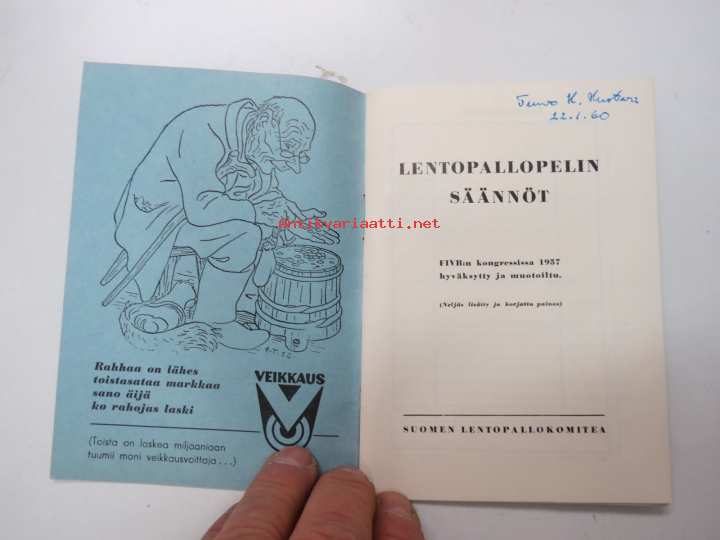 Rahhaa on lähes
toistasataa markkaa
sano äijä
ko rahojas laski
VEIKKAUS
(Toista on laskea miljaaniaan
tuumii moni veikkausvoittaja . . .)
antikvariaatti.net
22.1.60
LENTOPALLOPELIN
SÄÄNNÖT
FIVB:n kongressissa 1957
hyväksytty ja muotoiltu.
(Neljäs lisätty ja korjattu painos)
SUOMEN LENTOPALLOKOMITEA